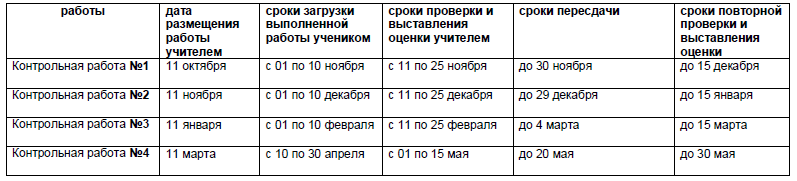 работы дата размещения работы учителем сроки загрузки выполненной работы учеником сроки проверки и выставления оценки учителем сроки пересдачи сроки повторной проверки и выставления оценки
Контрольная работа №1 11 октября с 01 по 10 ноября с 11 по 25 ноября до 30 ноября до 15 декабря
Контрольная работа №2 11 ноября с 01 по 10 декабря с 11 по 25 декабря до 29 декабря до 15 января
Контрольная работа №3 11 января с 01 по 10 февраля с 11 по 25 февраля до 4 марта до 15 марта
Контрольная работа №4 11 марта с 10 по 30 апреля с 01 по 15 мая до 20 мая до 30 мая